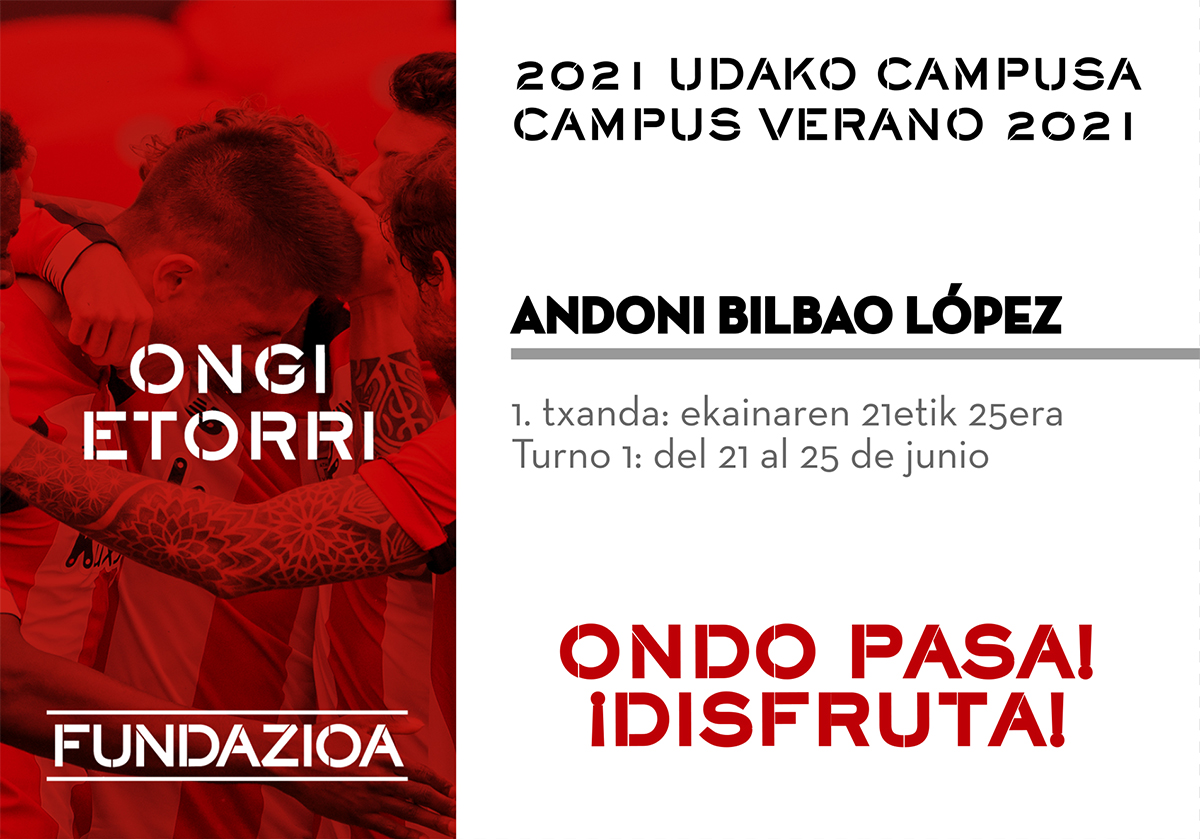 ONGI
ETORRI
FUNDAZIOA
2021 UDAKO CAMPUSA
CAMPUS VERANO 2021
ANDONI BILBAO LÓPEZ
1. txanda: ekainaren 21etik 25era
Turno 1: del 21 al 25 de junio
ONDO PASA!
¡DISFRUTA!